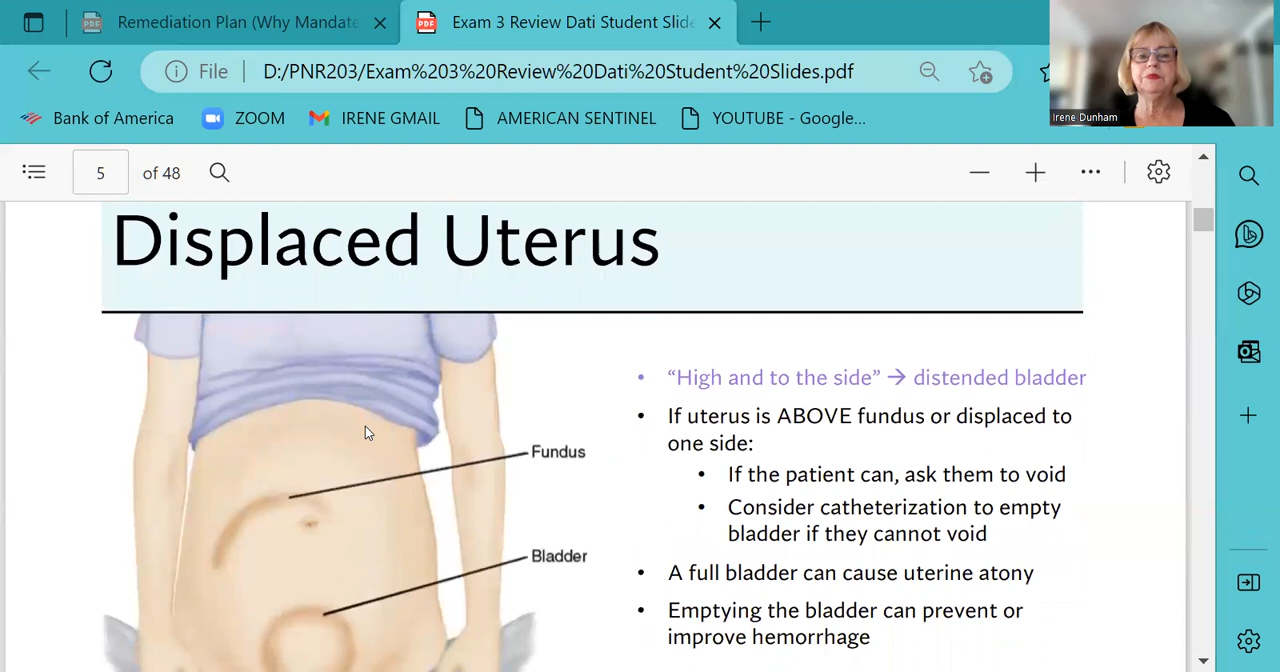 PDF
Remediation Plan (Why Mandate
PDF
Exam 3 Review Dati Student Slide
File
D:/PNR203/Exam%203%20Review%20Dati%20Student%20Slides.pdf
Bank of America
ZOOM
IRENE GMAIL
AMERICAN SENTINEL
YOUTUBE - Google...
Irene Dunham
5
of 48
Displaced Uterus
Fundus
Bladder
• “High and to the side” → distended bladder
• If uterus is ABOVE fundus or displaced to
one side:
• If the patient can, ask them to void
• Consider catheterization to empty
bladder if they cannot void
• A full bladder can cause uterine atony
• Emptying the bladder can prevent or
improve hemorrhage